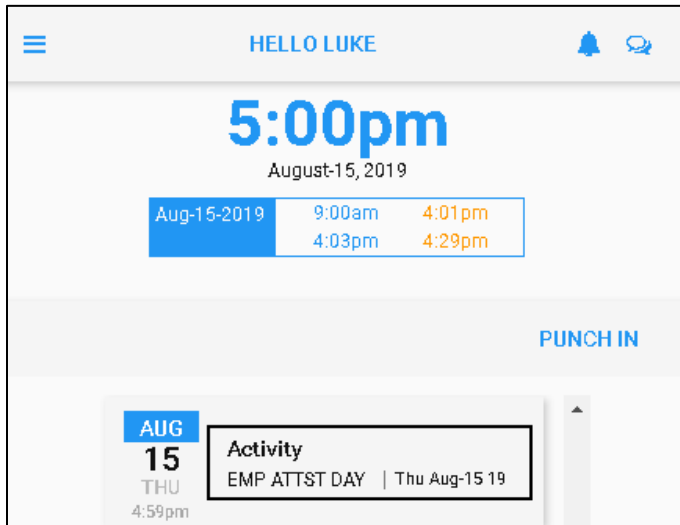 HELLO LUKE
5:00pm
August-15, 2019
Aug-15-2019 9:00am 4:01pm
4:03pm 4:29pm
PUNCH IN
AUG
15
THU
4:59pm
Activity
EMP ATTST DAY | Thu Aug-15 19